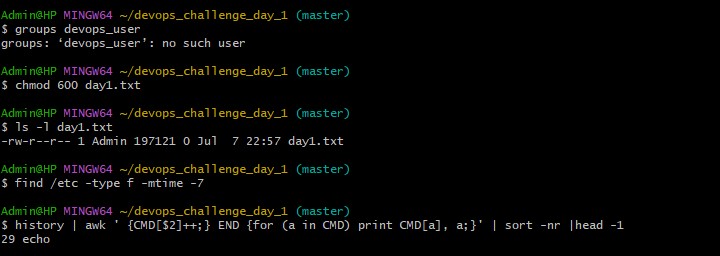 Admin@HP MINGW64 ~/devops_challenge_day_1 (master)
$ groups devops_user
groups: ‘devops_user’: no such user
Admin@HP MINGW64 ~/devops_challenge_day_1 (master)
$ chmod 600 day1.txt
Admin@HP MINGW64 ~/devops_challenge_day_1 (master)
$ ls -l day1.txt
-rw-r--r-- 1 Admin 197121 0 Jul  7 22:57 day1.txt
Admin@HP MINGW64 ~/devops_challenge_day_1 (master)
$ find /etc -type f -mtime -7
Admin@HP MINGW64 ~/devops_challenge_day_1 (master)
$ history | awk ' {CMD[$2]++;} END {for (a in CMD) print CMD[a], a;}' | sort -nr |head -1
29 echo